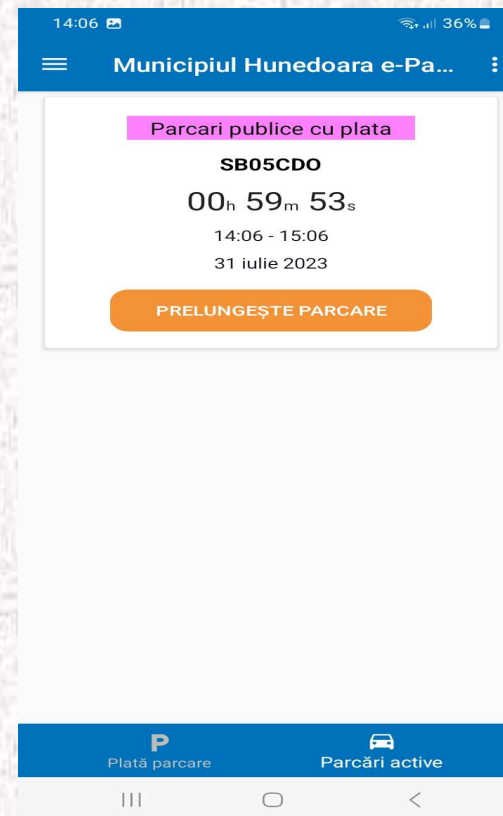 14:06 36%
Municipiul Hunedoara e-Pa...
Parcari publice cu plata
SB05CDO
00h 59m 53s
14:06 - 15:06
31 iulie 2023
PRELUNGEȘTE PARCARE
P
Plată parcare Parcări active